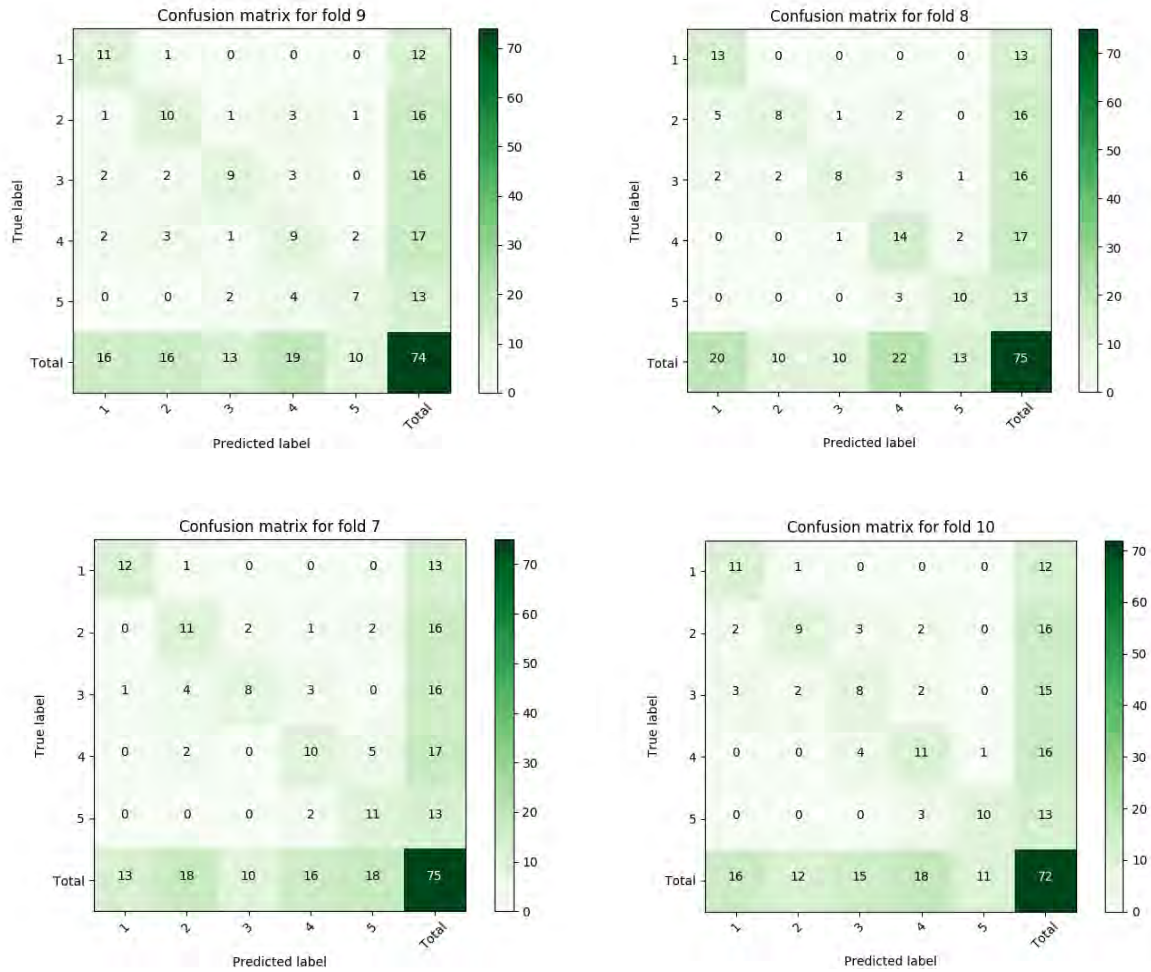 Confusion matrix for fold 9
1 11 1 0 0 0 12
2 1 10 1 3 1 16
3 2 2 9 3 0 16
4 2 3 1 9 2 17
5 0 0 2 4 7 13
Total 16 16 13 19 10 74
1 2 3 4 5 Total
Predicted label
True label
70
60
50
40
30
20
10
0
Confusion matrix for fold 8
1 13 0 0 0 0 13
2 5 8 1 2 0 16
3 2 2 8 3 1 16
4 0 0 1 14 2 17
5 0 0 0 3 10 13
Total 20 10 10 22 13 75
1 2 3 4 5 Total
Predicted label
True label
70
60
50
40
30
20
10
0
Confusion matrix for fold 7
1 12 1 0 0 0 13
2 0 11 2 1 2 16
3 1 4 8 3 0 16
4 0 2 0 10 5 17
5 0 0 0 2 11 13
Total 13 18 10 16 18 75
1 2 3 4 5 Total
Predicted label
True label
70
60
50
40
30
20
10
0
Confusion matrix for fold 10
1 11 1 0 0 0 12
2 2 9 3 2 0 16
3 3 2 8 2 0 15
4 0 0 4 11 1 16
5 0 0 0 3 10 13
Total 16 12 15 18 11 72
1 2 3 4 5 Total
Predicted label
True label
70
60
50
40
30
20
10
0